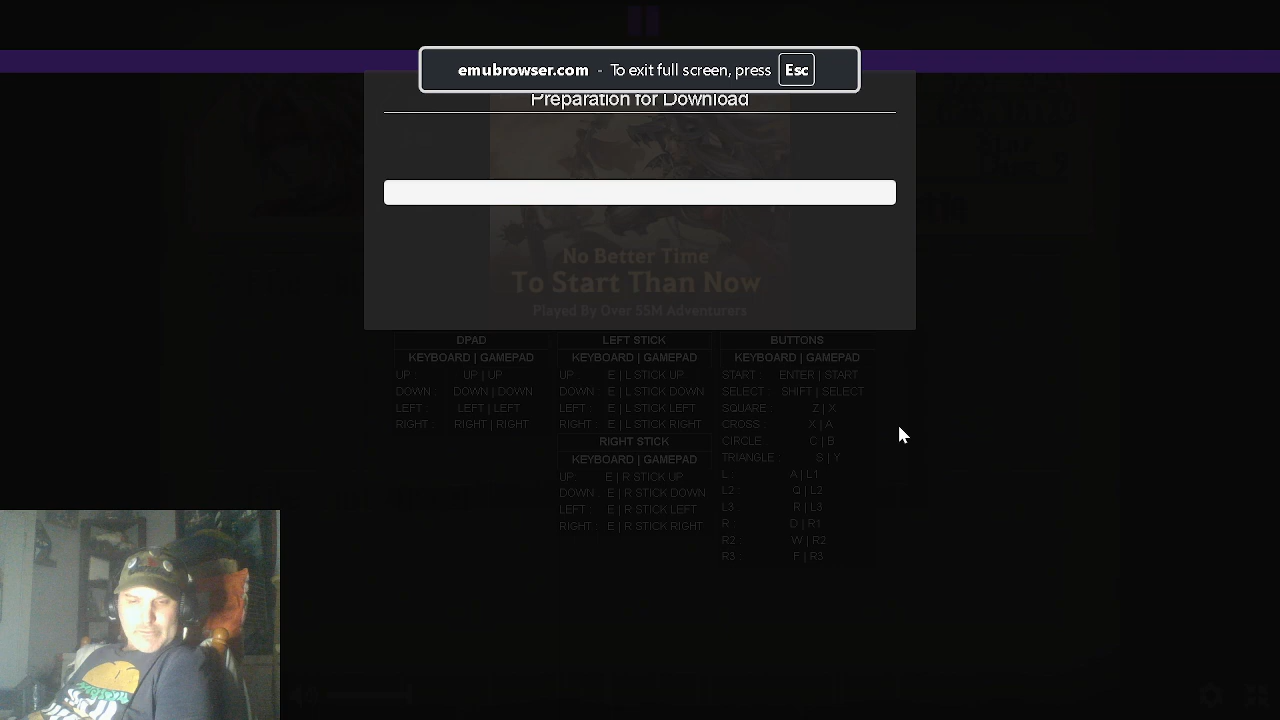 emubrowser.com - To exit full screen, press Esc
Preparation for Download
No Better Time
To Start Than Now
Played By Over 55M Adventurers
DPAD
KEYBOARD | GAMEPAD
UP : UP | UP
DOWN : DOWN | DOWN
LEFT : LEFT | LEFT
RIGHT : RIGHT | RIGHT
LEFT STICK
KEYBOARD | GAMEPAD
UP : E | L STICK UP
DOWN : E | L STICK DOWN
LEFT : E | L STICK LEFT
RIGHT : E | L STICK RIGHT
RIGHT STICK
KEYBOARD | GAMEPAD
UP: E | R STICK UP
DOWN : E | R STICK DOWN
LEFT : E | R STICK LEFT
RIGHT : E | R STICK RIGHT
BUTTONS
KEYBOARD | GAMEPAD
START : ENTER | START
SELECT : SHIFT | SELECT
SQUARE : Z | X
CROSS : X | A
CIRCLE : C | B
TRIANGLE : S | Y
L : A | L1
L2 : Q | L2
L3 : R | L3
R : D | R1
R2 : W | R2
R3 : F | R3